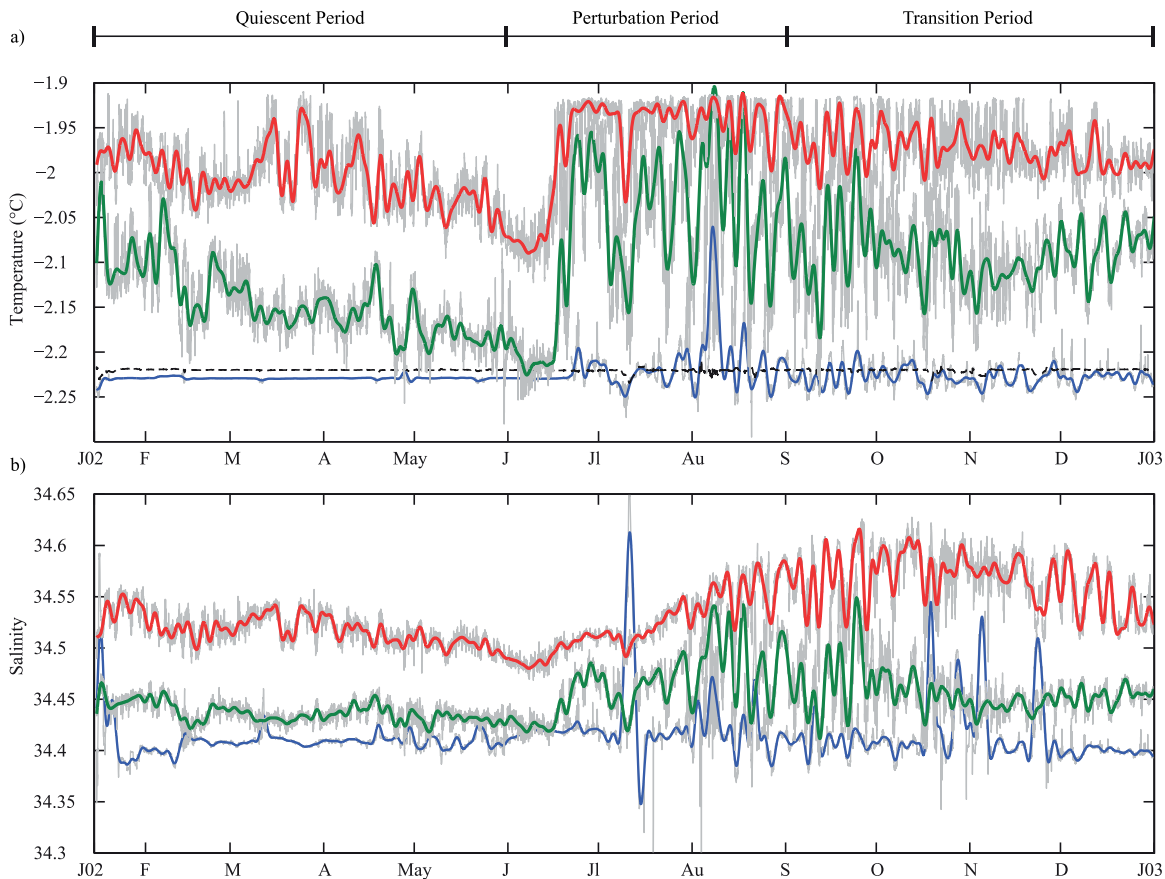 Quiescent Period Perturbation Period Transition Period
a)
−1.9
−1.95
−2
−2.05
−2.1
−2.15
−2.2
−2.25
Temperature (°C)
J02 F M A May J Jl Au S O N D J03
b)
34.65
34.6
34.55
34.5
34.45
34.4
34.35
34.3
Salinity
J02 F M A May J Jl Au S O N D J03